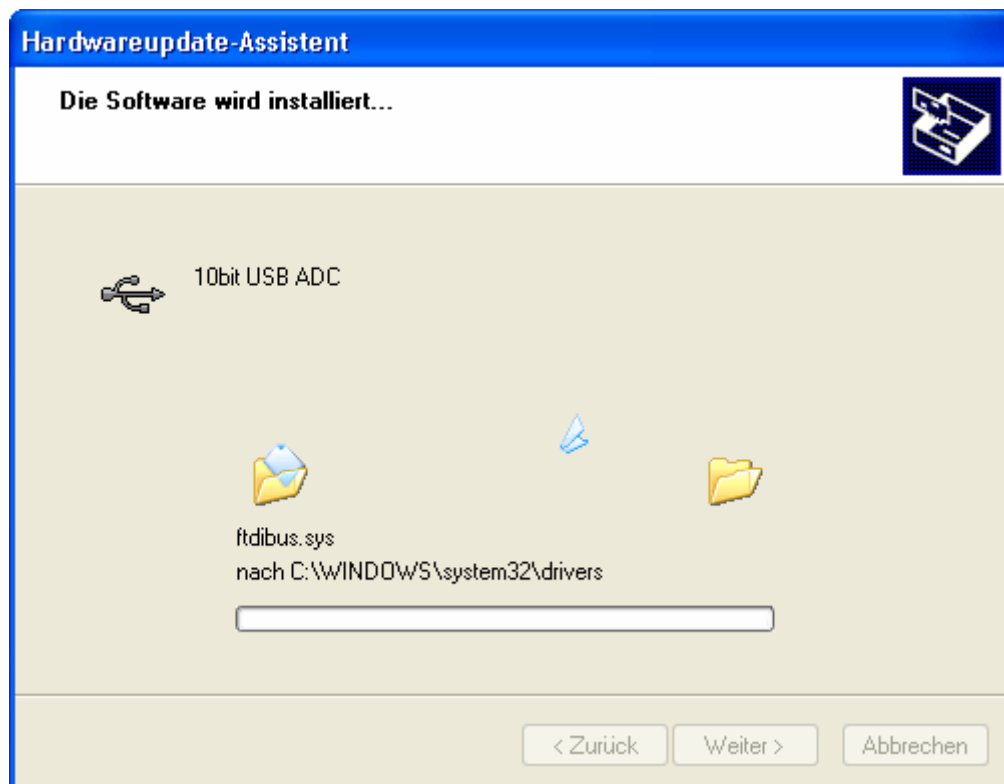 Hardwareupdate-Assistent
Die Software wird installiert...
10bit USB ADC
ftdibus.sys
nach C:\WINDOWS\system32\drivers
< Zurück
Weiter >
Abbrechen